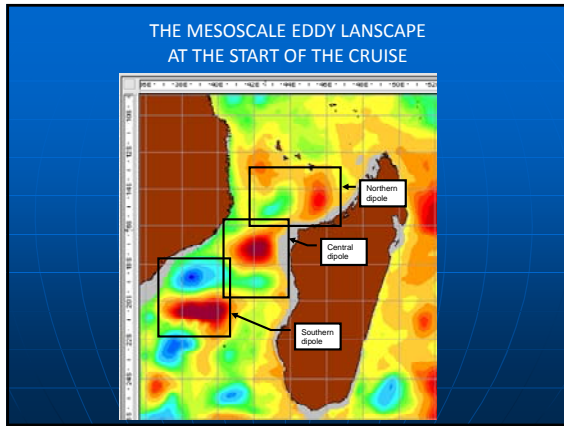 THE MESOSCALE EDDY LANSCAPE
AT THE START OF THE CRUISE
Northern
dipole
Central
dipole
Southern
dipole